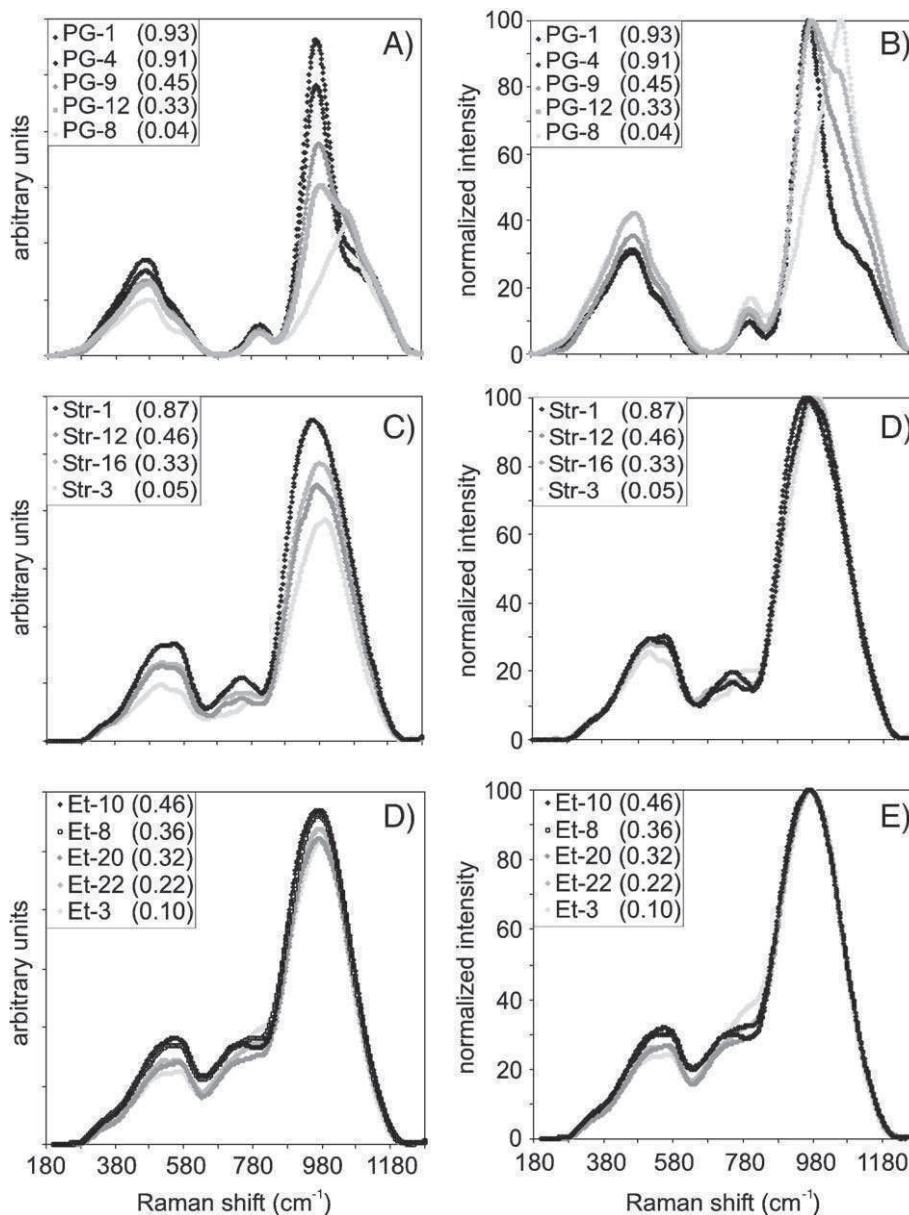 A)
PG-1 (0.93)
PG-4 (0.91)
PG-9 (0.45)
PG-12 (0.33)
PG-8 (0.04)
arbitrary units
B)
PG-1 (0.93)
PG-4 (0.91)
PG-9 (0.45)
PG-12 (0.33)
PG-8 (0.04)
normalized intensity
100
80
60
40
20
0
C)
Str-1 (0.87)
Str-12 (0.46)
Str-16 (0.33)
Str-3 (0.05)
arbitrary units
D)
Str-1 (0.87)
Str-12 (0.46)
Str-16 (0.33)
Str-3 (0.05)
normalized intensity
100
80
60
40
20
0
D)
Et-10 (0.46)
Et-8 (0.36)
Et-20 (0.32)
Et-22 (0.22)
Et-3 (0.10)
arbitrary units
180 380 580 780 980 1180
Raman shift (cm⁻¹)
E)
Et-10 (0.46)
Et-8 (0.36)
Et-20 (0.32)
Et-22 (0.22)
Et-3 (0.10)
normalized intensity
100
80
60
40
20
0
180 380 580 780 980 1180
Raman shift (cm⁻¹)